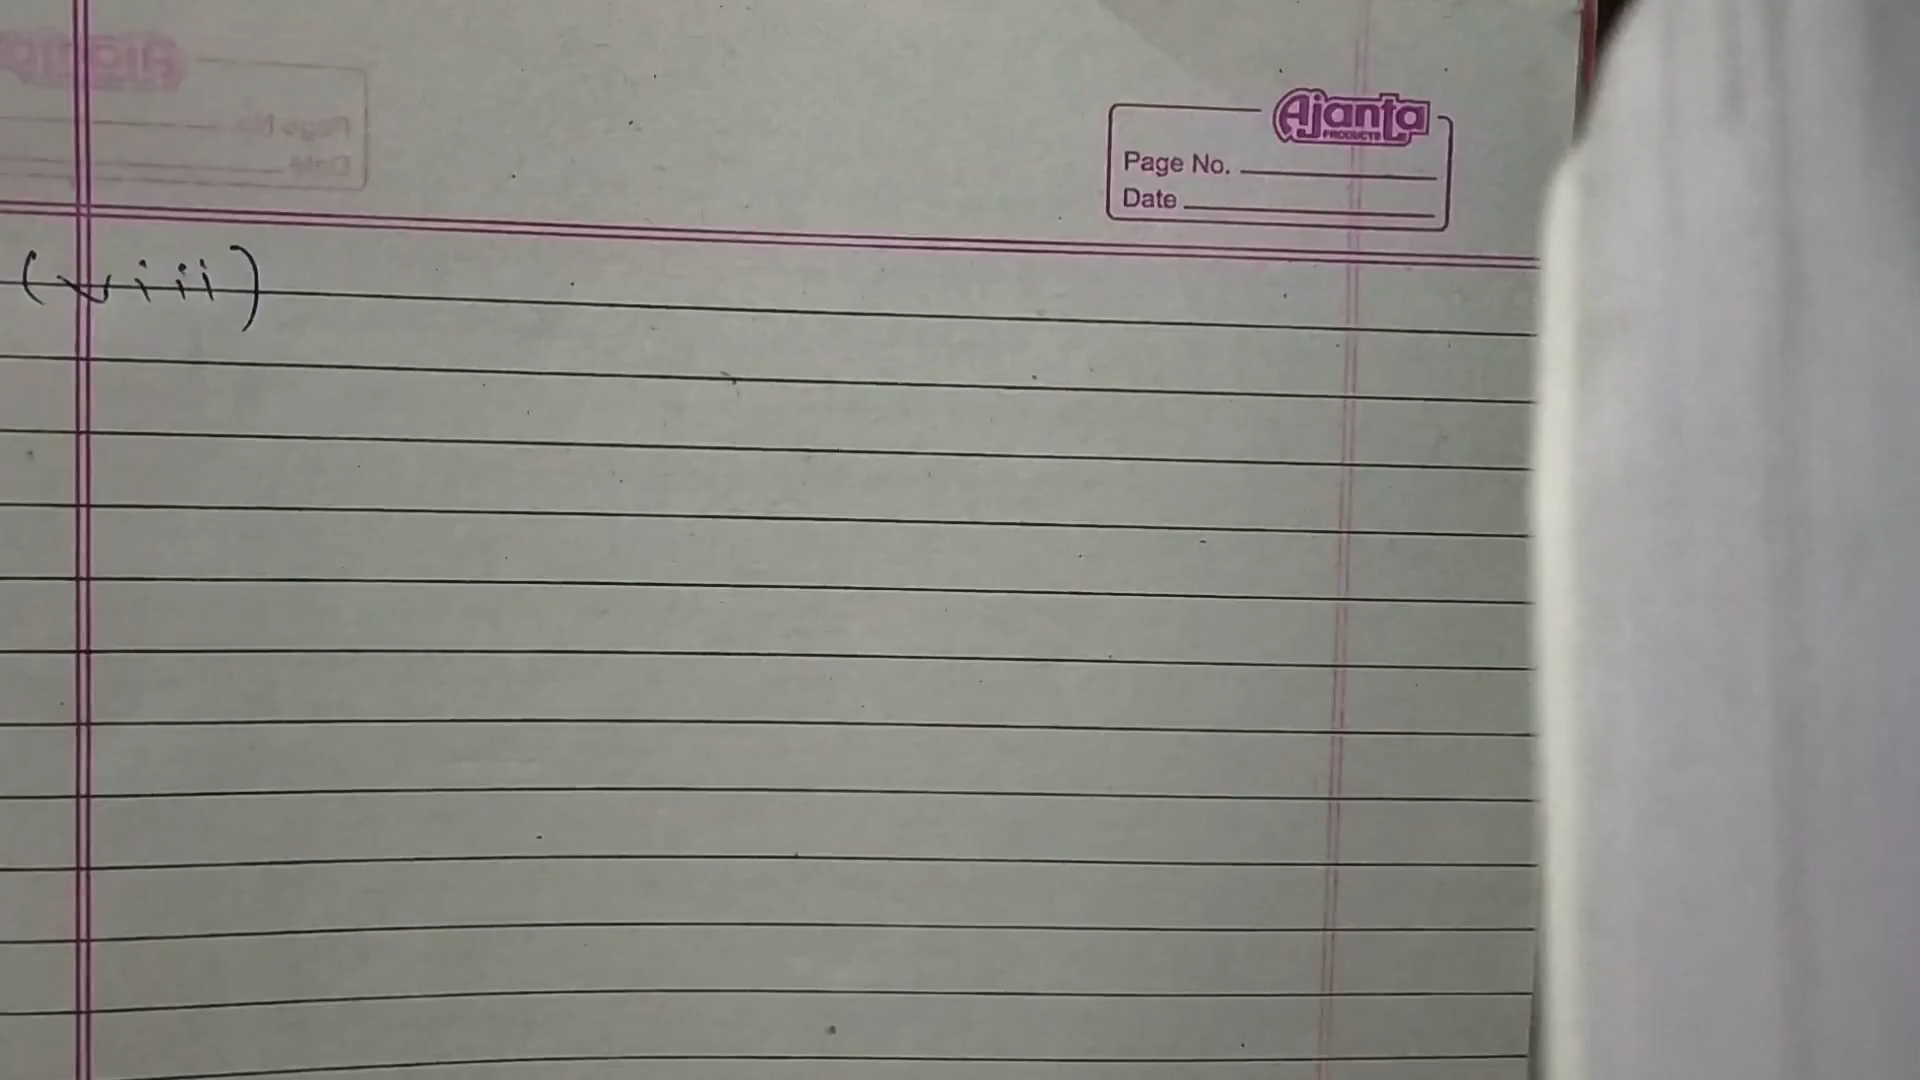 Ajanta
PRODUCTS
Page No.
Date
(viii)